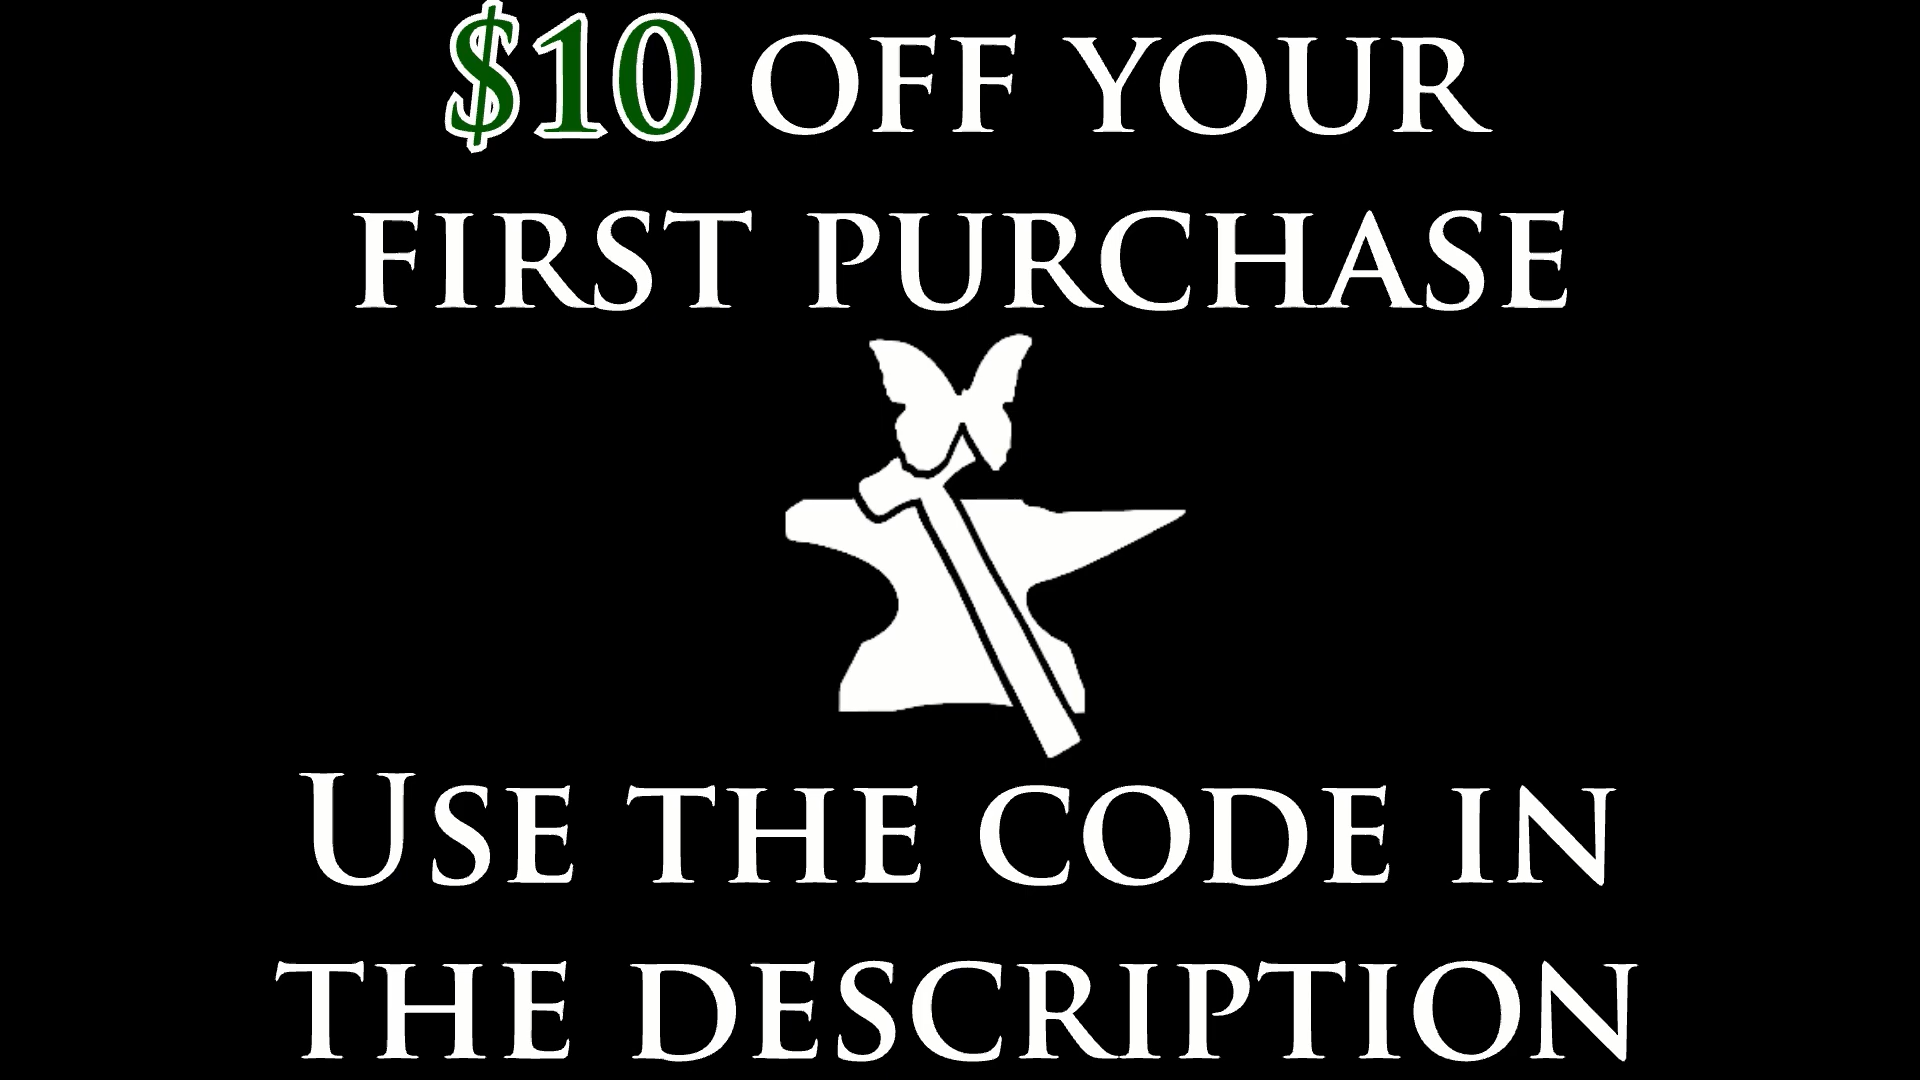 $10 OFF YOUR
FIRST PURCHASE
USE THE CODE IN
THE DESCRIPTION